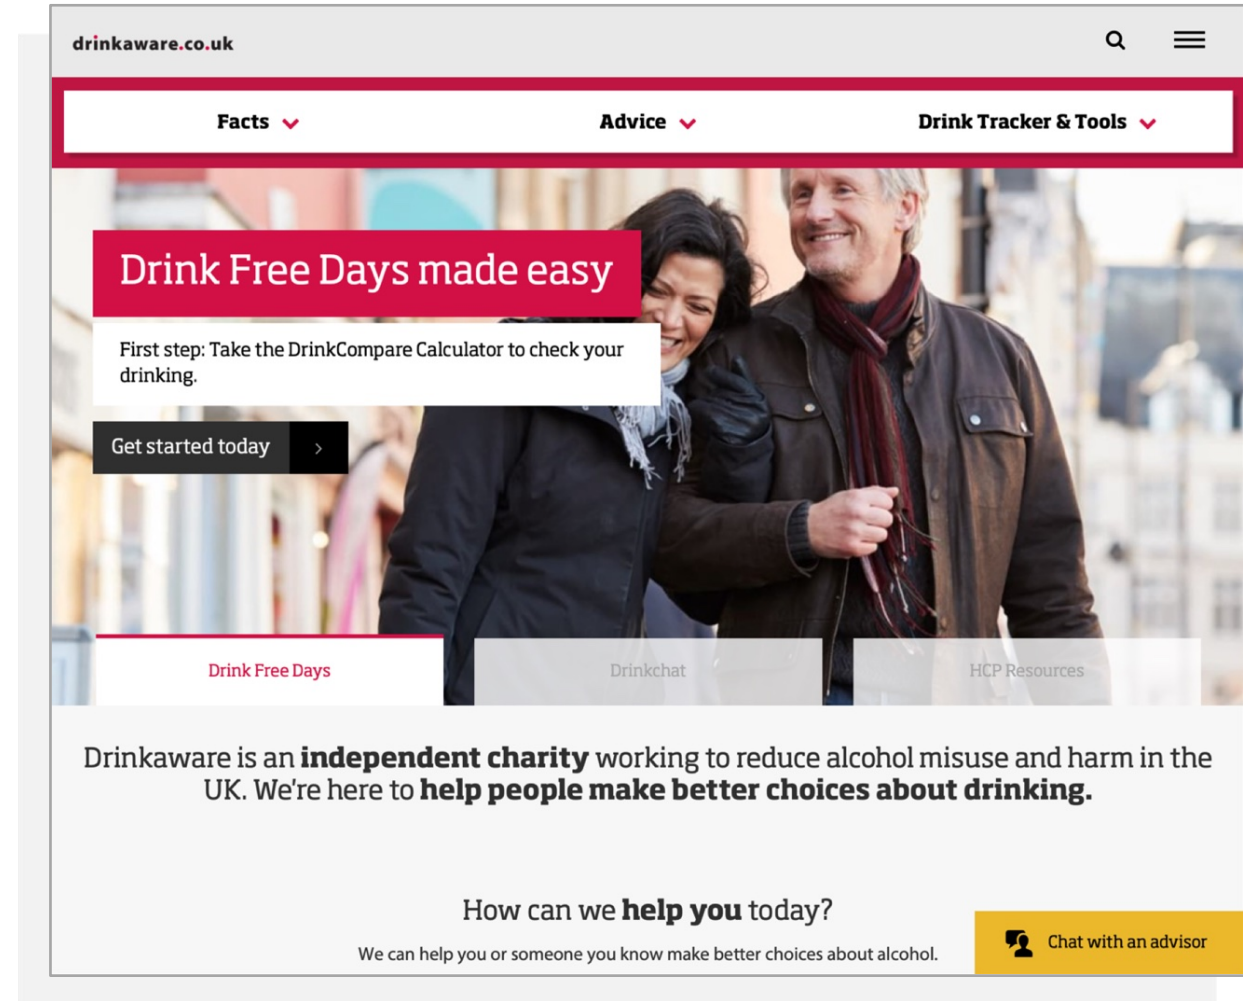 drinkaware.co.uk
Facts
Advice
Drink Tracker & Tools
Drink Free Days made easy
First step: Take the DrinkCompare Calculator to check your
drinking.
Get started today
Drink Free Days
Drinkchat
HCP Resources
Drinkaware is an independent charity working to reduce alcohol misuse and harm in the
UK. We're here to help people make better choices about drinking.
How can we help you today?
We can help you or someone you know make better choices about alcohol.
Chat with an advisor